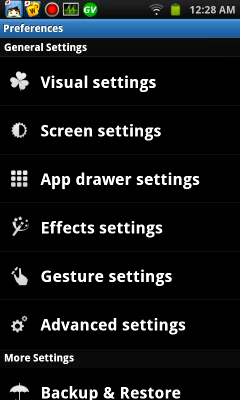 GV
12:28 AM
Preferences
General Settings
Visual settings
Screen settings
App drawer settings
Effects settings
Gesture settings
Advanced settings
More Settings
Backup & Restore